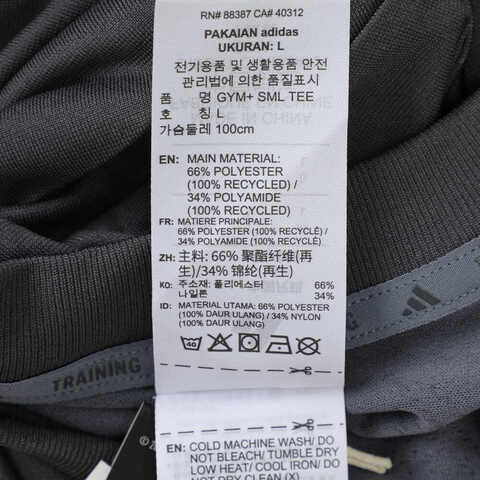 RN# 88387 CA# 40312
PAKAIAN adidas
UKURAN: L
전기용품 및 생활용품 안전
관리법에 의한 품질표시
품 명 GYM+ SML TEE
호 칭 L
가슴둘레 100cm
EN: MAIN MATERIAL:
66% POLYESTER
(100% RECYCLED) /
34% POLYAMIDE
(100% RECYCLED)
FR: MATIERE PRINCIPALE:
66% POLYESTER (100% RECYCLÉ) /
34% POLYAMIDE (100% RECYCLÉ)
ZH: 主料: 66% 聚酯纤维(再
生)/34% 锦纶(再生)
KO: 주소재: 폴리에스터 66%
나일론 34%
ID: MATERIAL UTAMA: 66% POLYESTER
(100% DAUR ULANG) / 34% NYLON
(100% DAUR ULANG)
40
TRAINING
EN: COLD MACHINE WASH/ DO
NOT BLEACH/ TUMBLE DRY
LOW HEAT/ COOL IRON/ DO
NOT DRY CLEAN (X)